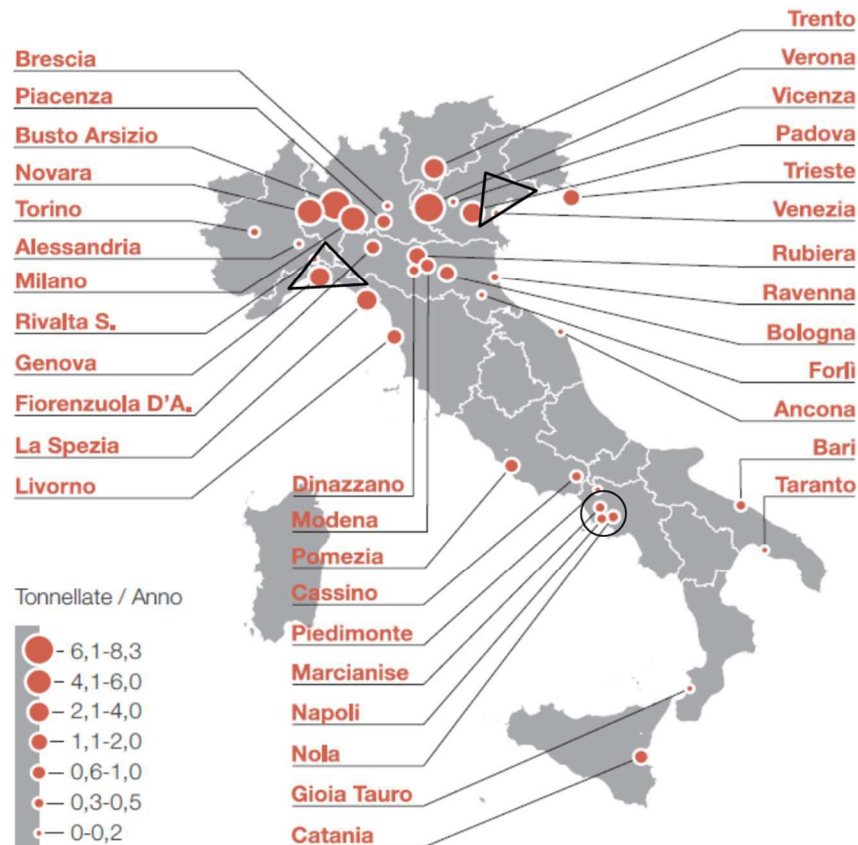 Trento
Brescia
Verona
Piacenza
Vicenza
Busto Arsizio
Padova
Novara
Trieste
Torino
Venezia
Alessandria
Rubiera
Milano
Ravenna
Rivalta S.
Bologna
Genova
Forlì
Fiorenzuola D'A.
Ancona
La Spezia
Bari
Livorno
Dinazzano
Taranto
Modena
Pomezia
Cassino
Piedimonte
Marcianise
Napoli
Nola
Gioia Tauro
Catania
Tonnellate / Anno
6,1-8,3
4,1-6,0
2,1-4,0
1,1-2,0
0,6-1,0
0,3-0,5
0-0,2